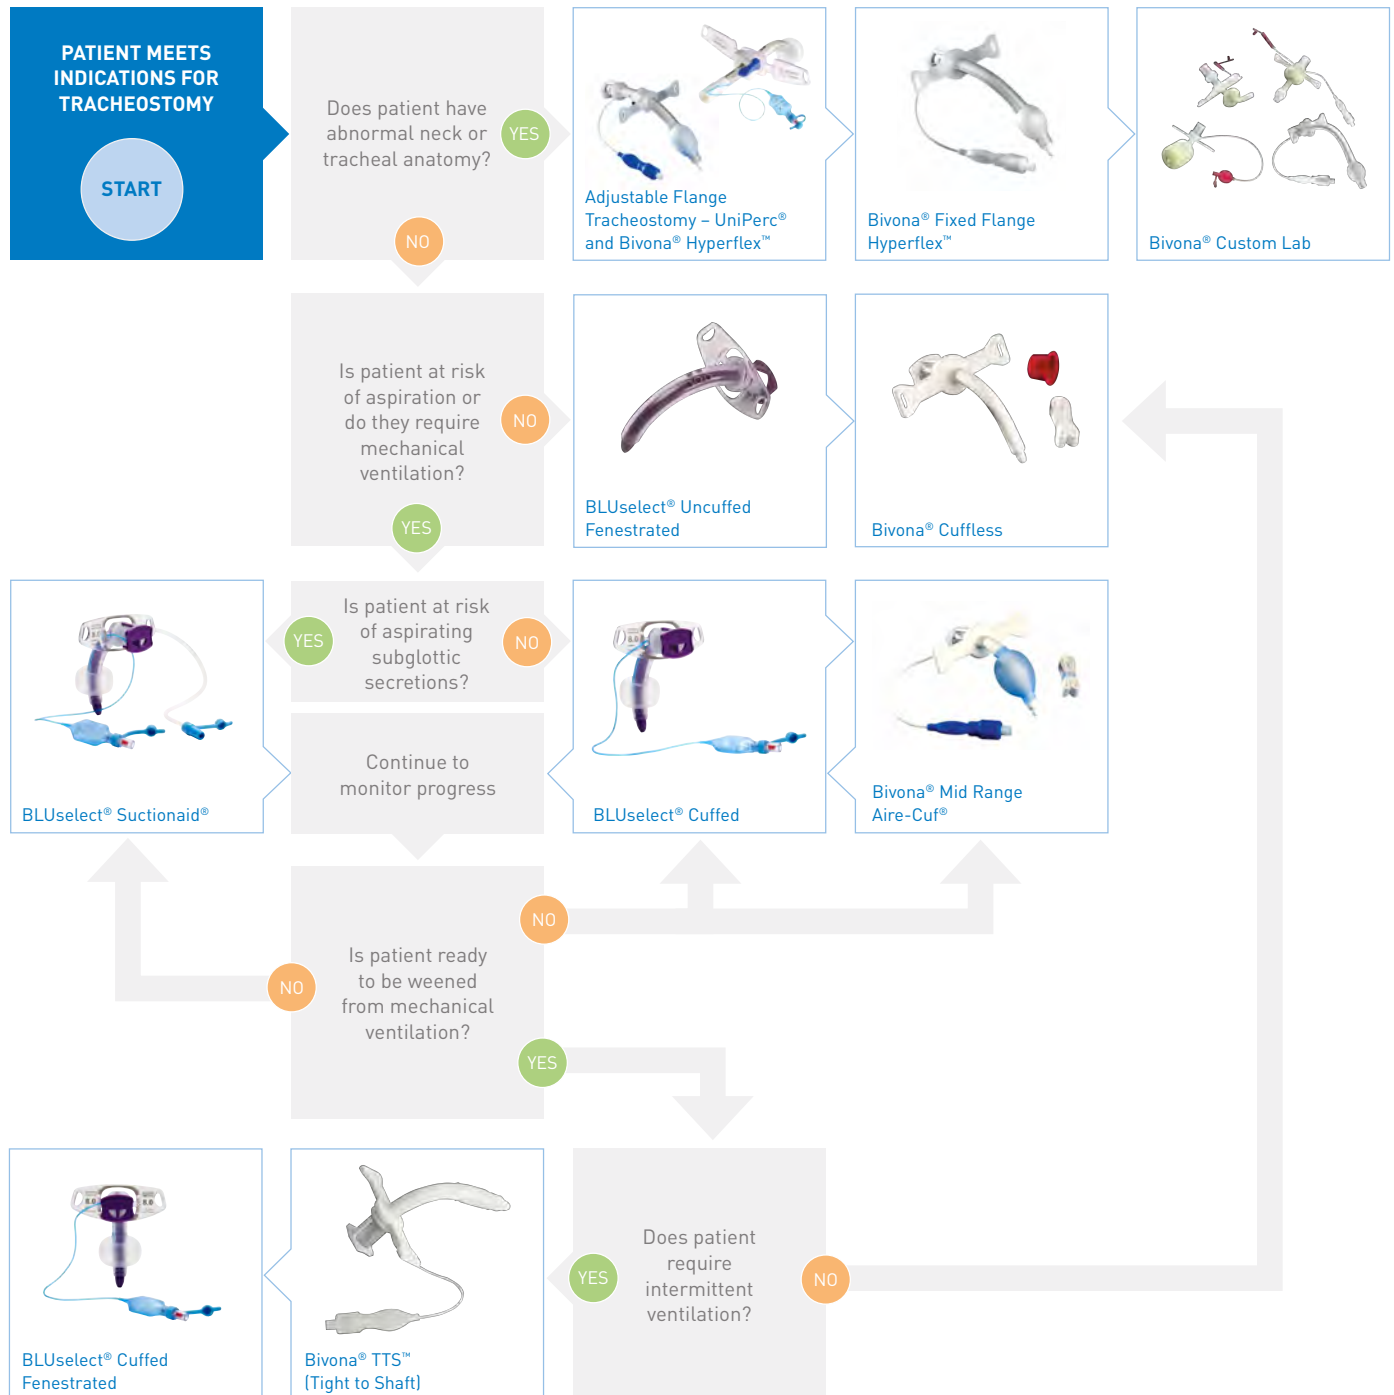 PATIENT MEETS
INDICATIONS FOR
TRACHEOSTOMY
START
Does patient have
abnormal neck or
tracheal anatomy?
YES
NO
Adjustable Flange
Tracheostomy – UniPerc®
and Bivona® Hyperflex™
Bivona® Fixed Flange
Hyperflex™
Bivona® Custom Lab
Is patient at risk
of aspiration or
do they require
mechanical
ventilation?
NO
YES
BLUselect® Uncuffed
Fenestrated
Bivona® Cuffless
YES
Is patient at risk
of aspirating
subglottic
secretions?
NO
BLUselect® Suctionaid®
Continue to
monitor progress
BLUselect® Cuffed
Bivona® Mid Range
Aire-Cuf®
NO
Is patient ready
to be weened
from mechanical
ventilation?
NO
YES
BLUselect® Cuffed
Fenestrated
Bivona® TTS™
(Tight to Shaft)
YES
Does patient
require
intermittent
ventilation?
NO